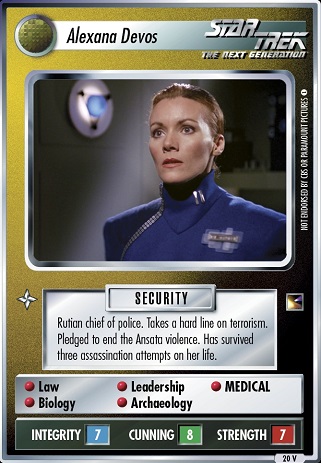 Alexana Devos
STAR TREK
THE NEXT GENERATION
NOT ENDORSED BY CBS OR PARAMOUNT PICTURES
SECURITY
Rutian chief of police. Takes a hard line on terrorism.
Pledged to end the Ansata violence. Has survived
three assassination attempts on her life.
Law Leadership MEDICAL
Biology Archaeology
INTEGRITY 7 CUNNING 8 STRENGTH 7
20 V